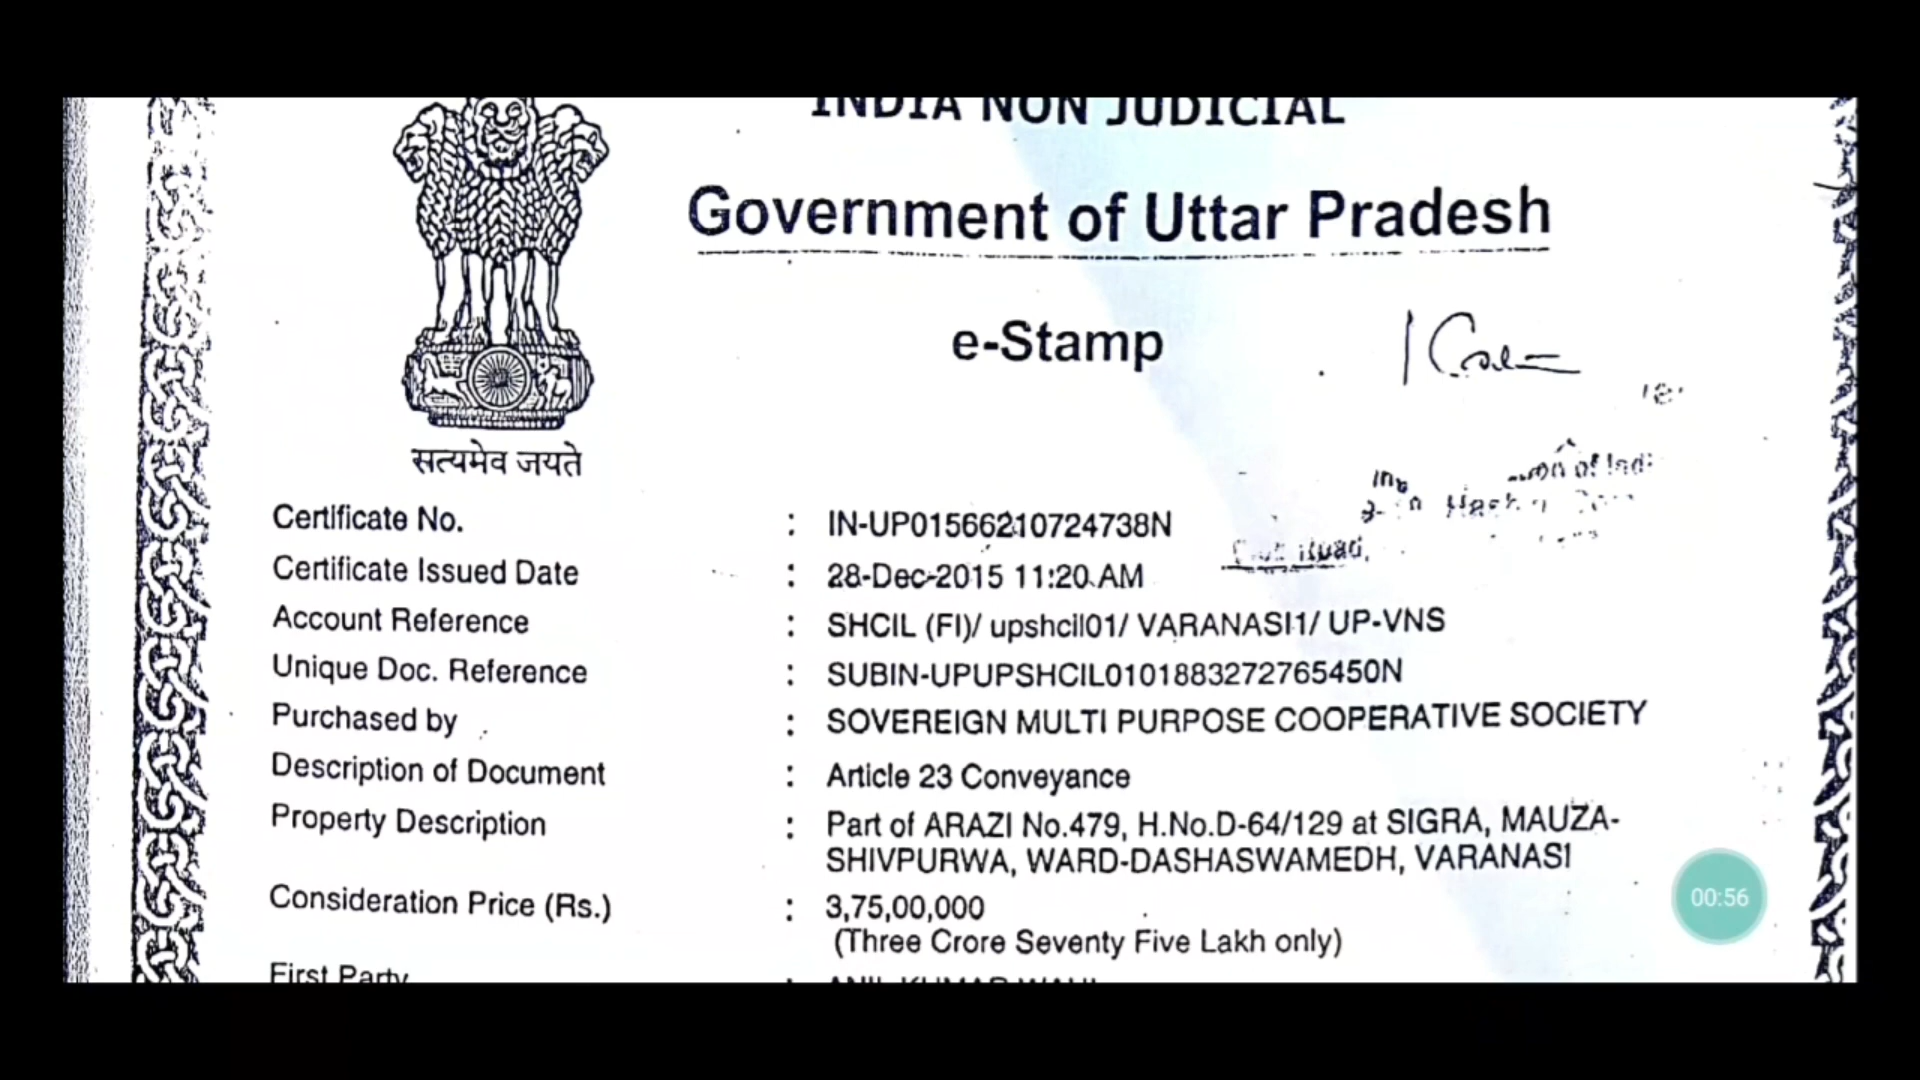 INDIA NON JUDICIAL
Government of Uttar Pradesh
e-Stamp
सत्यमेव जयते
Certificate No. : IN-UP01566210724738N
Certificate Issued Date : 28-Dec-2015 11:20 AM
Account Reference : SHCIL (FI)/ upshcil01/ VARANASI1/ UP-VNS
Unique Doc. Reference : SUBIN-UPUPSHCIL0101883272765450N
Purchased by : SOVEREIGN MULTI PURPOSE COOPERATIVE SOCIETY
Description of Document : Article 23 Conveyance
Property Description : Part of ARAZI No.479, H.No.D-64/129 at SIGRA, MAUZA-
SHIVPURWA, WARD-DASHASWAMEDH, VARANASI
Consideration Price (Rs.) : 3,75,00,000
(Three Crore Seventy Five Lakh only)
First Party :
00:56